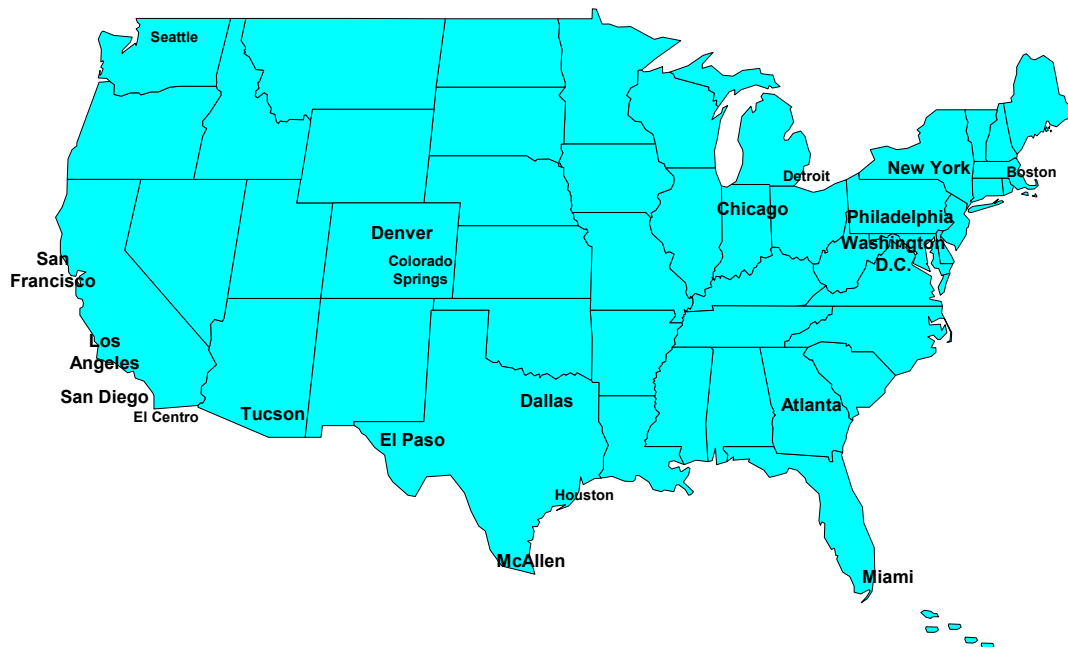 Seattle
New York
Boston
Detroit
Chicago
Philadelphia
Denver
Washington
D.C.
Colorado
Springs
San
Francisco
Los
Angeles
San Diego
El Centro
Tucson
Dallas
Atlanta
El Paso
Houston
McAllen
Miami